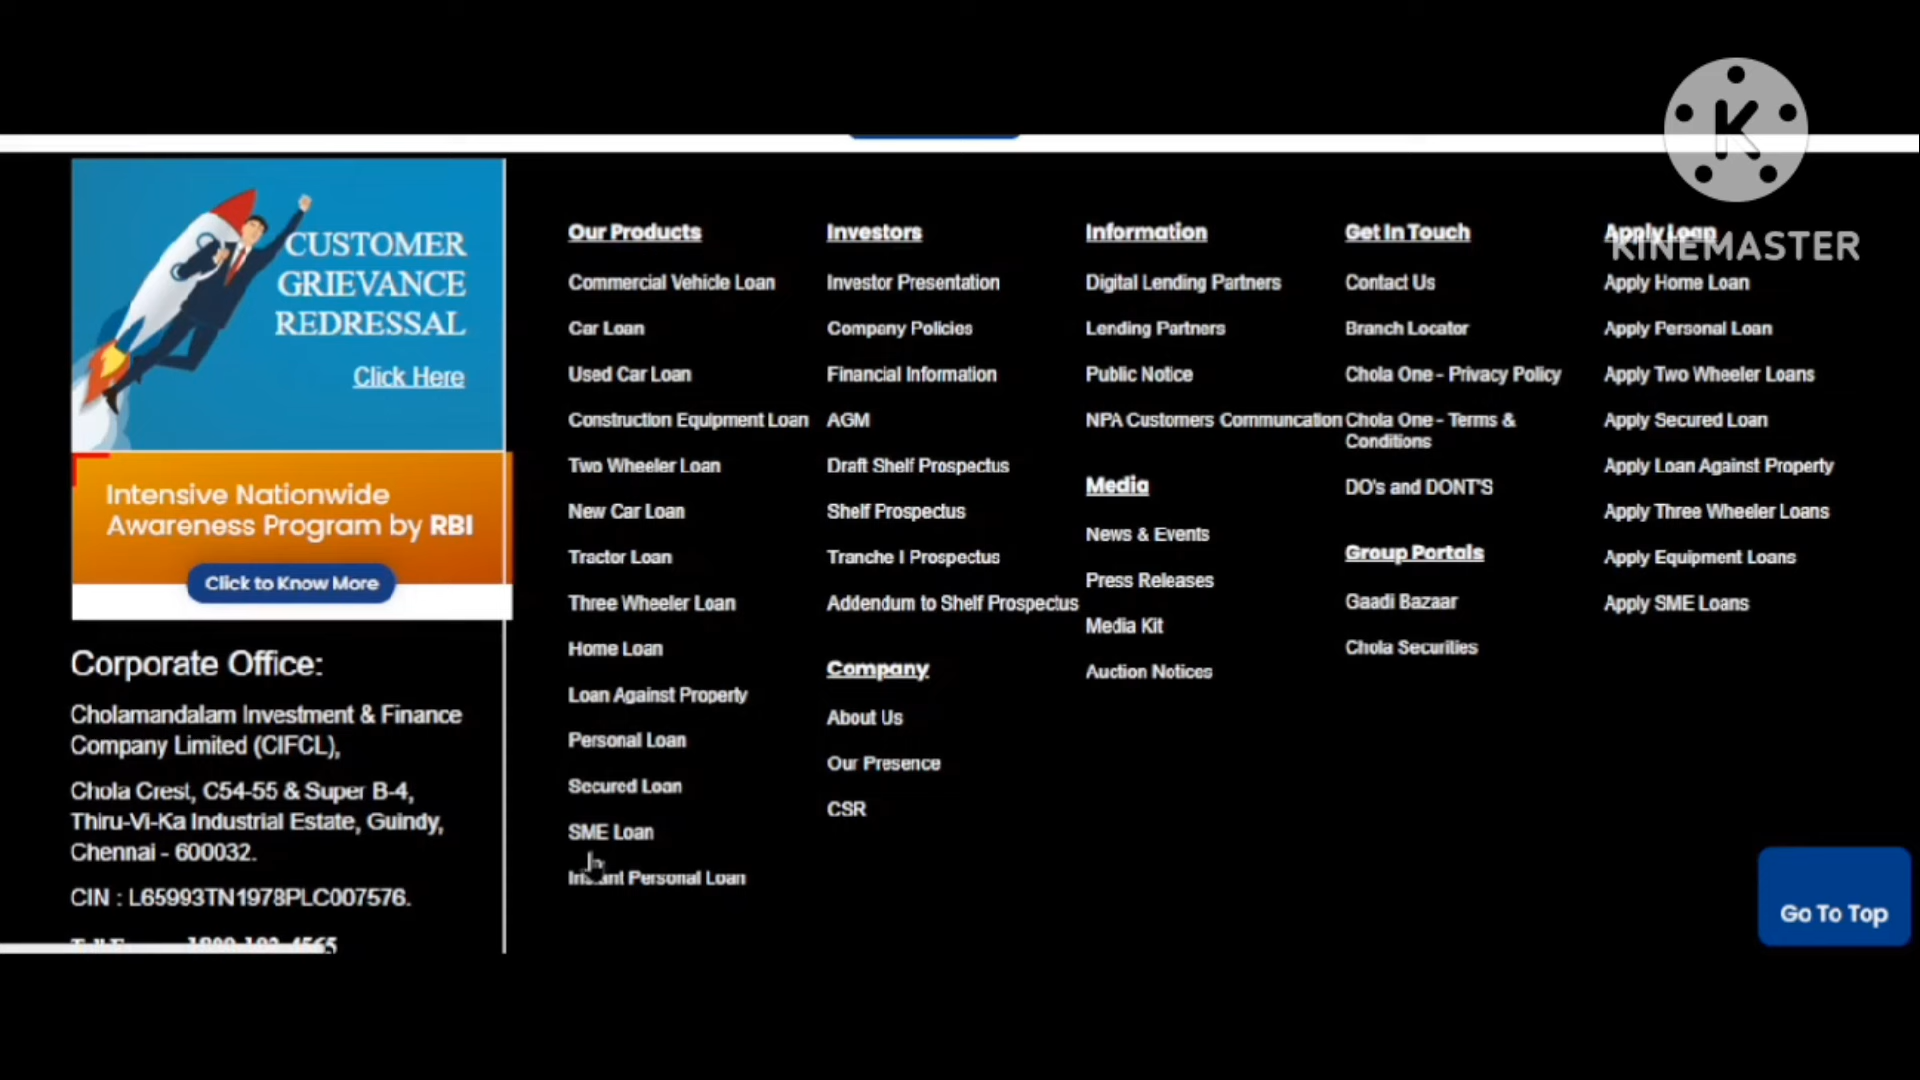 KINEMASTER
CUSTOMER
GRIEVANCE
REDRESSAL
Click Here
Intensive Nationwide
Awareness Program by RBI
Click to Know More
Corporate Office:
Cholamandalam Investment & Finance
Company Limited (CIFCL),
Chola Crest, C54-55 & Super B-4,
Thiru-Vi-Ka Industrial Estate, Guindy,
Chennai - 600032.
CIN : L65993TN1978PLC007576.
Our Products
Commercial Vehicle Loan
Car Loan
Used Car Loan
Construction Equipment Loan
Two Wheeler Loan
New Car Loan
Tractor Loan
Three Wheeler Loan
Home Loan
Loan Against Property
Personal Loan
Secured Loan
SME Loan
Instant Personal Loan
Investors
Investor Presentation
Company Policies
Financial Information
AGM
Draft Shelf Prospectus
Shelf Prospectus
Tranche I Prospectus
Addendum to Shelf Prospectus
Company
About Us
Our Presence
CSR
Information
Digital Lending Partners
Lending Partners
Public Notice
NPA Customers Communcation
Media
News & Events
Press Releases
Media Kit
Auction Notices
Get In Touch
Contact Us
Branch Locator
Chola One - Privacy Policy
Chola One - Terms &
Conditions
DO's and DONT'S
Group Portals
Gaadi Bazaar
Chola Securities
Apply Loan
Apply Home Loan
Apply Personal Loan
Apply Two Wheeler Loans
Apply Secured Loan
Apply Loan Against Property
Apply Three Wheeler Loans
Apply Equipment Loans
Apply SME Loans
Go To Top